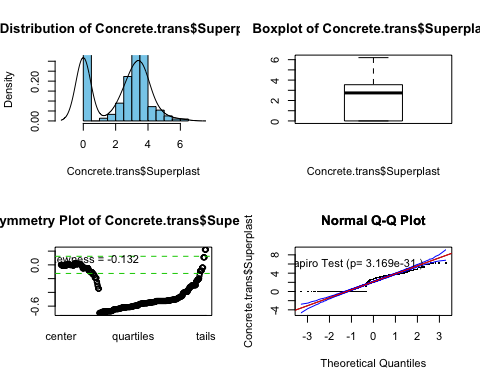 Distribution of Concrete.trans$Superp
Density
0.00
0.20
0 2 4 6
Concrete.trans$Superplast
Boxplot of Concrete.trans$Superpla
0 2 4 6
Concrete.trans$Superplast
ymmetry Plot of Concrete.trans$Supe
ewness = -0.132
0.0
-0.6
center quartiles tails
Normal Q-Q Plot
Concrete.trans$Superplast
apiro Test (p= 3.169e-31 )
-4 0 4 8
-3 -2 -1 0 1 2 3
Theoretical Quantiles